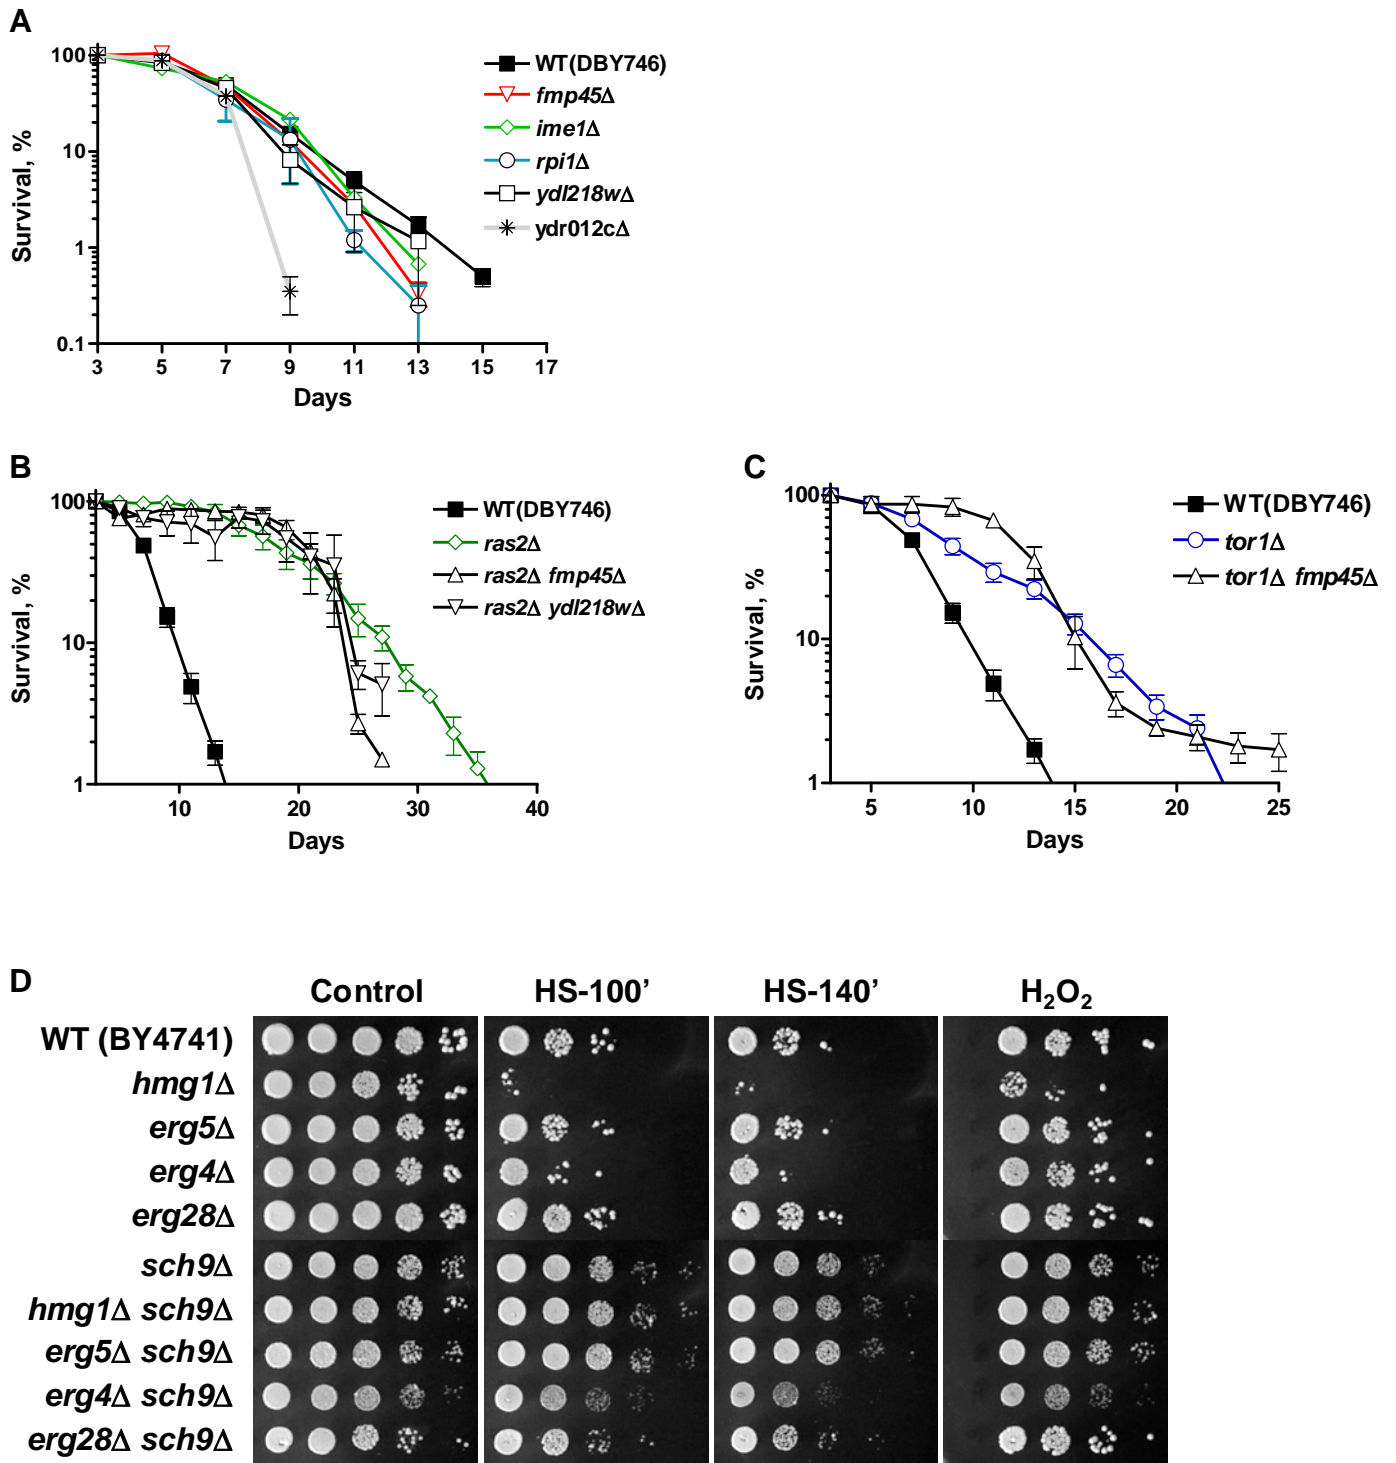 A
Survival, %
100
10
1
0.1
3 5 7 9 11 13 15 17
Days
WT(DBY746)
fmp45Δ
ime1Δ
rpi1Δ
ydl218wΔ
ydr012cΔ
B
Survival, %
100
10
1
10 20 30 40
Days
WT(DBY746)
ras2Δ
ras2Δ fmp45Δ
ras2Δ ydl218wΔ
C
Survival, %
100
10
1
5 10 15 20 25
Days
WT(DBY746)
tor1Δ
tor1Δ fmp45Δ
D
Control HS-100’ HS-140’ H₂O₂
WT (BY4741)
hmg1Δ
erg5Δ
erg4Δ
erg28Δ
sch9Δ
hmg1Δ sch9Δ
erg5Δ sch9Δ
erg4Δ sch9Δ
erg28Δ sch9Δ